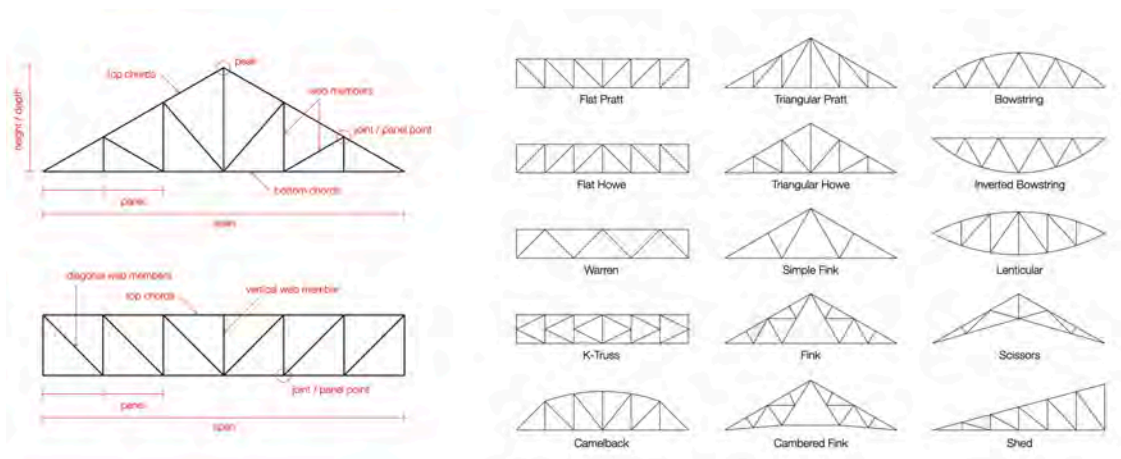 peak
top chords
web members
height / depth
joint / panel point
bottom chords
panel
span
diagonal web members
top chords
vertical web member
joint / panel point
panel
span
Flat Pratt
Triangular Pratt
Bowstring
Flat Howe
Triangular Howe
Inverted Bowstring
Warren
Simple Fink
Lenticular
K-Truss
Fink
Scissors
Camelback
Cambered Fink
Shed